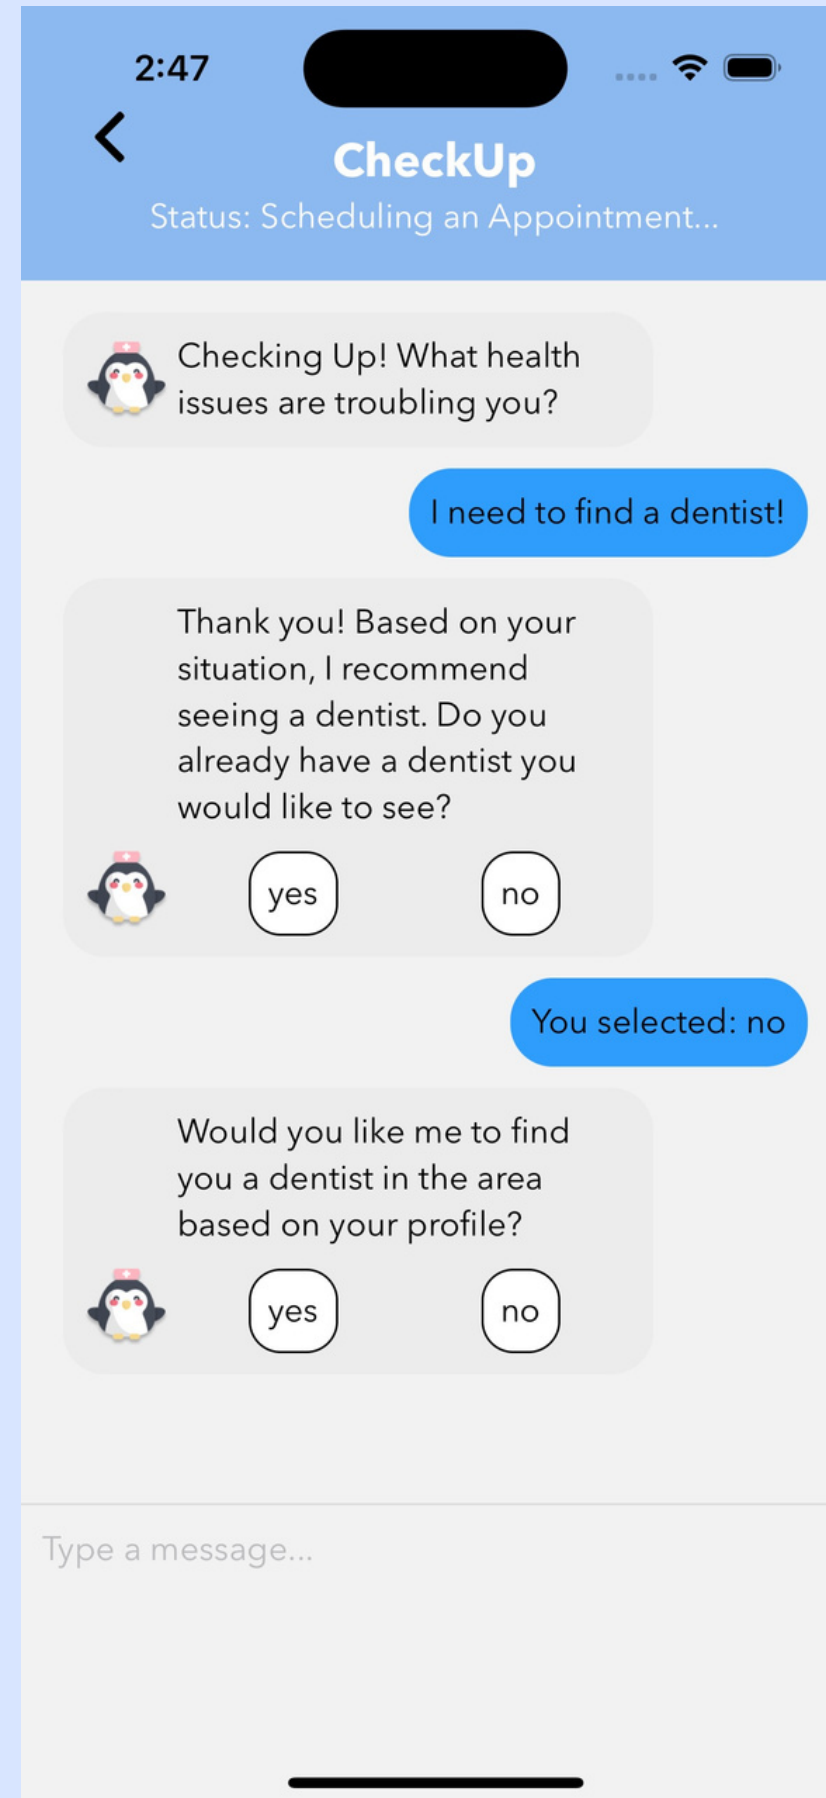 2:47
CheckUp
Status: Scheduling an Appointment...
Checking Up! What health
issues are troubling you?
I need to find a dentist!
Thank you! Based on your
situation, I recommend
seeing a dentist. Do you
already have a dentist you
would like to see?
yes no
You selected: no
Would you like me to find
you a dentist in the area
based on your profile?
yes no
Type a message...